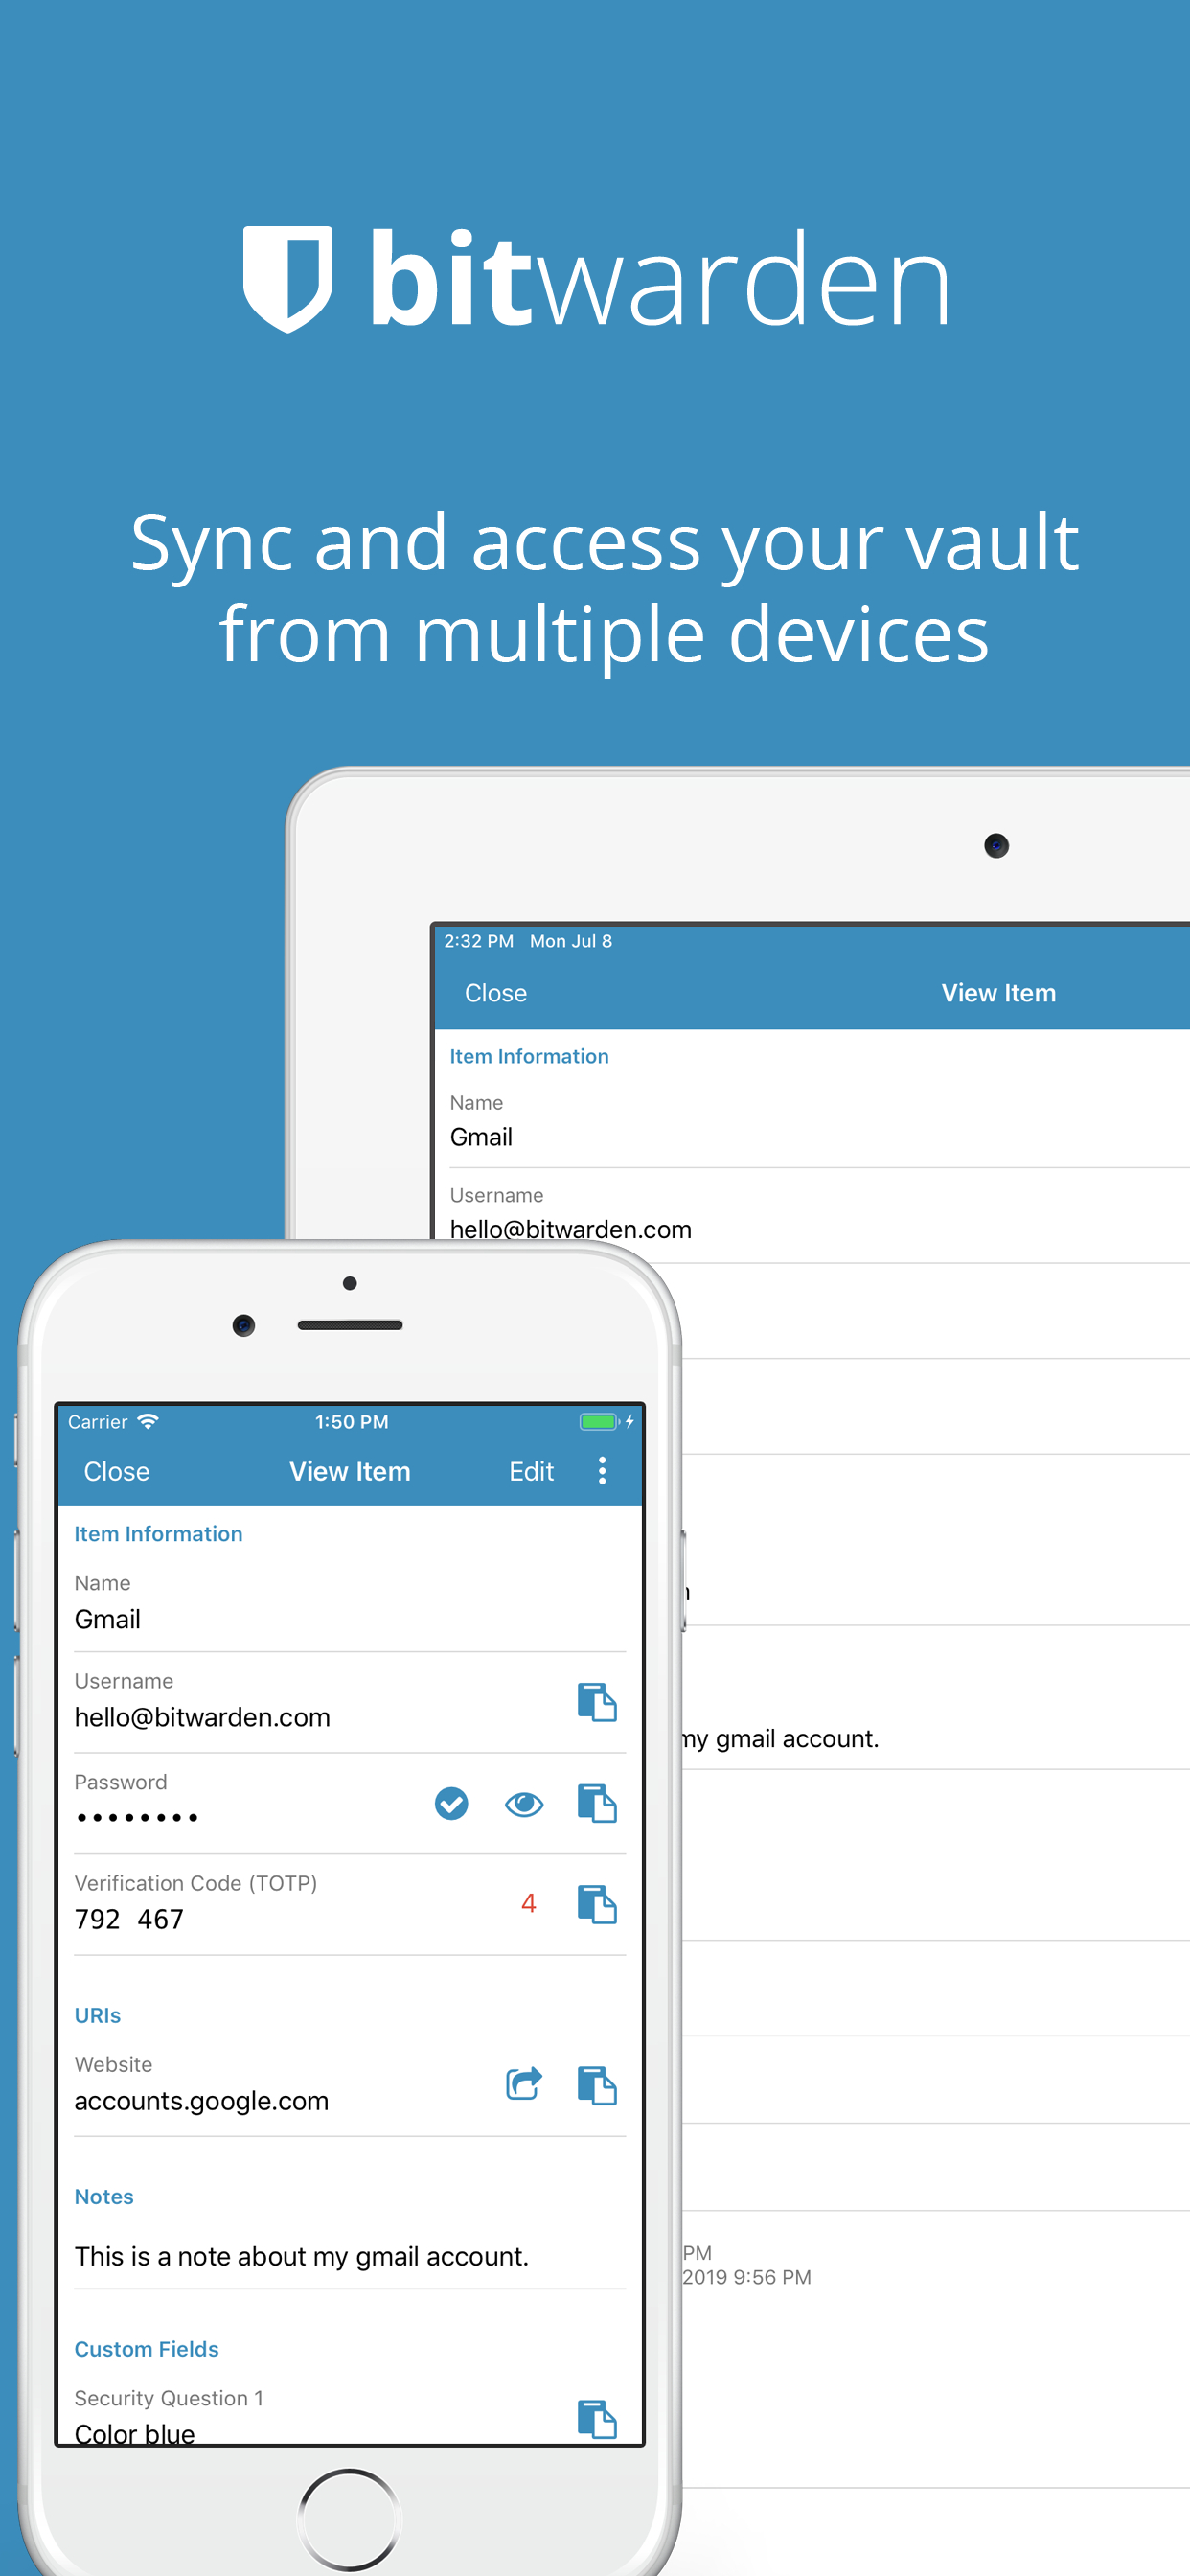 bitwarden
Sync and access your vault
from multiple devices
2:32 PM Mon Jul 8
Close View Item
Item Information
Name
Gmail
Username
hello@bitwarden.com
my gmail account.
PM
2019 9:56 PM
Carrier 1:50 PM
Close View Item Edit
Item Information
Name
Gmail
Username
hello@bitwarden.com
Password
••••••••
Verification Code (TOTP)
792 467 4
URIs
Website
accounts.google.com
Notes
This is a note about my gmail account.
Custom Fields
Security Question 1
Color blue